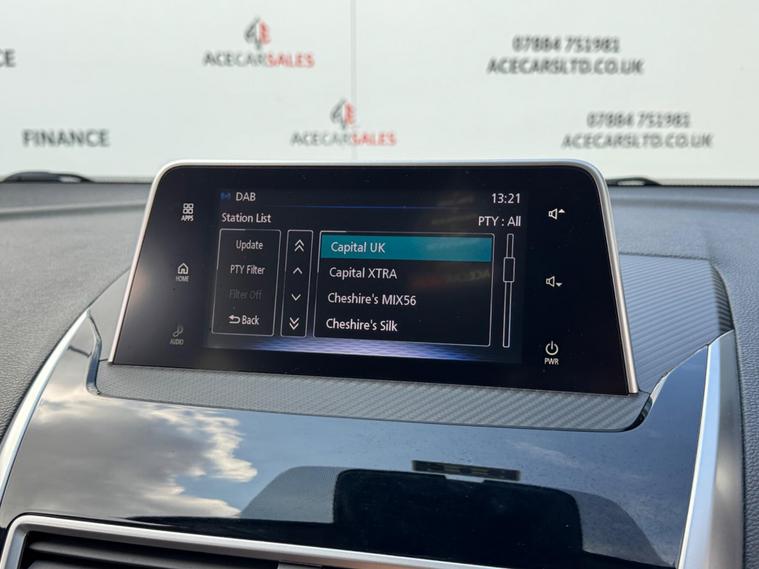 ACECARSALES
07884 751981
ACECARSLTD.CO.UK
CE
FINANCE
ACECARSALES
07884 751981
ACECARSLTD.CO.UK
DAB
13:21
Station List
PTY : All
APPS
HOME
AUDIO
Update
PTY Filter
Filter Off
Back
Capital UK
Capital XTRA
Cheshire's MIX56
Cheshire's Silk
PWR